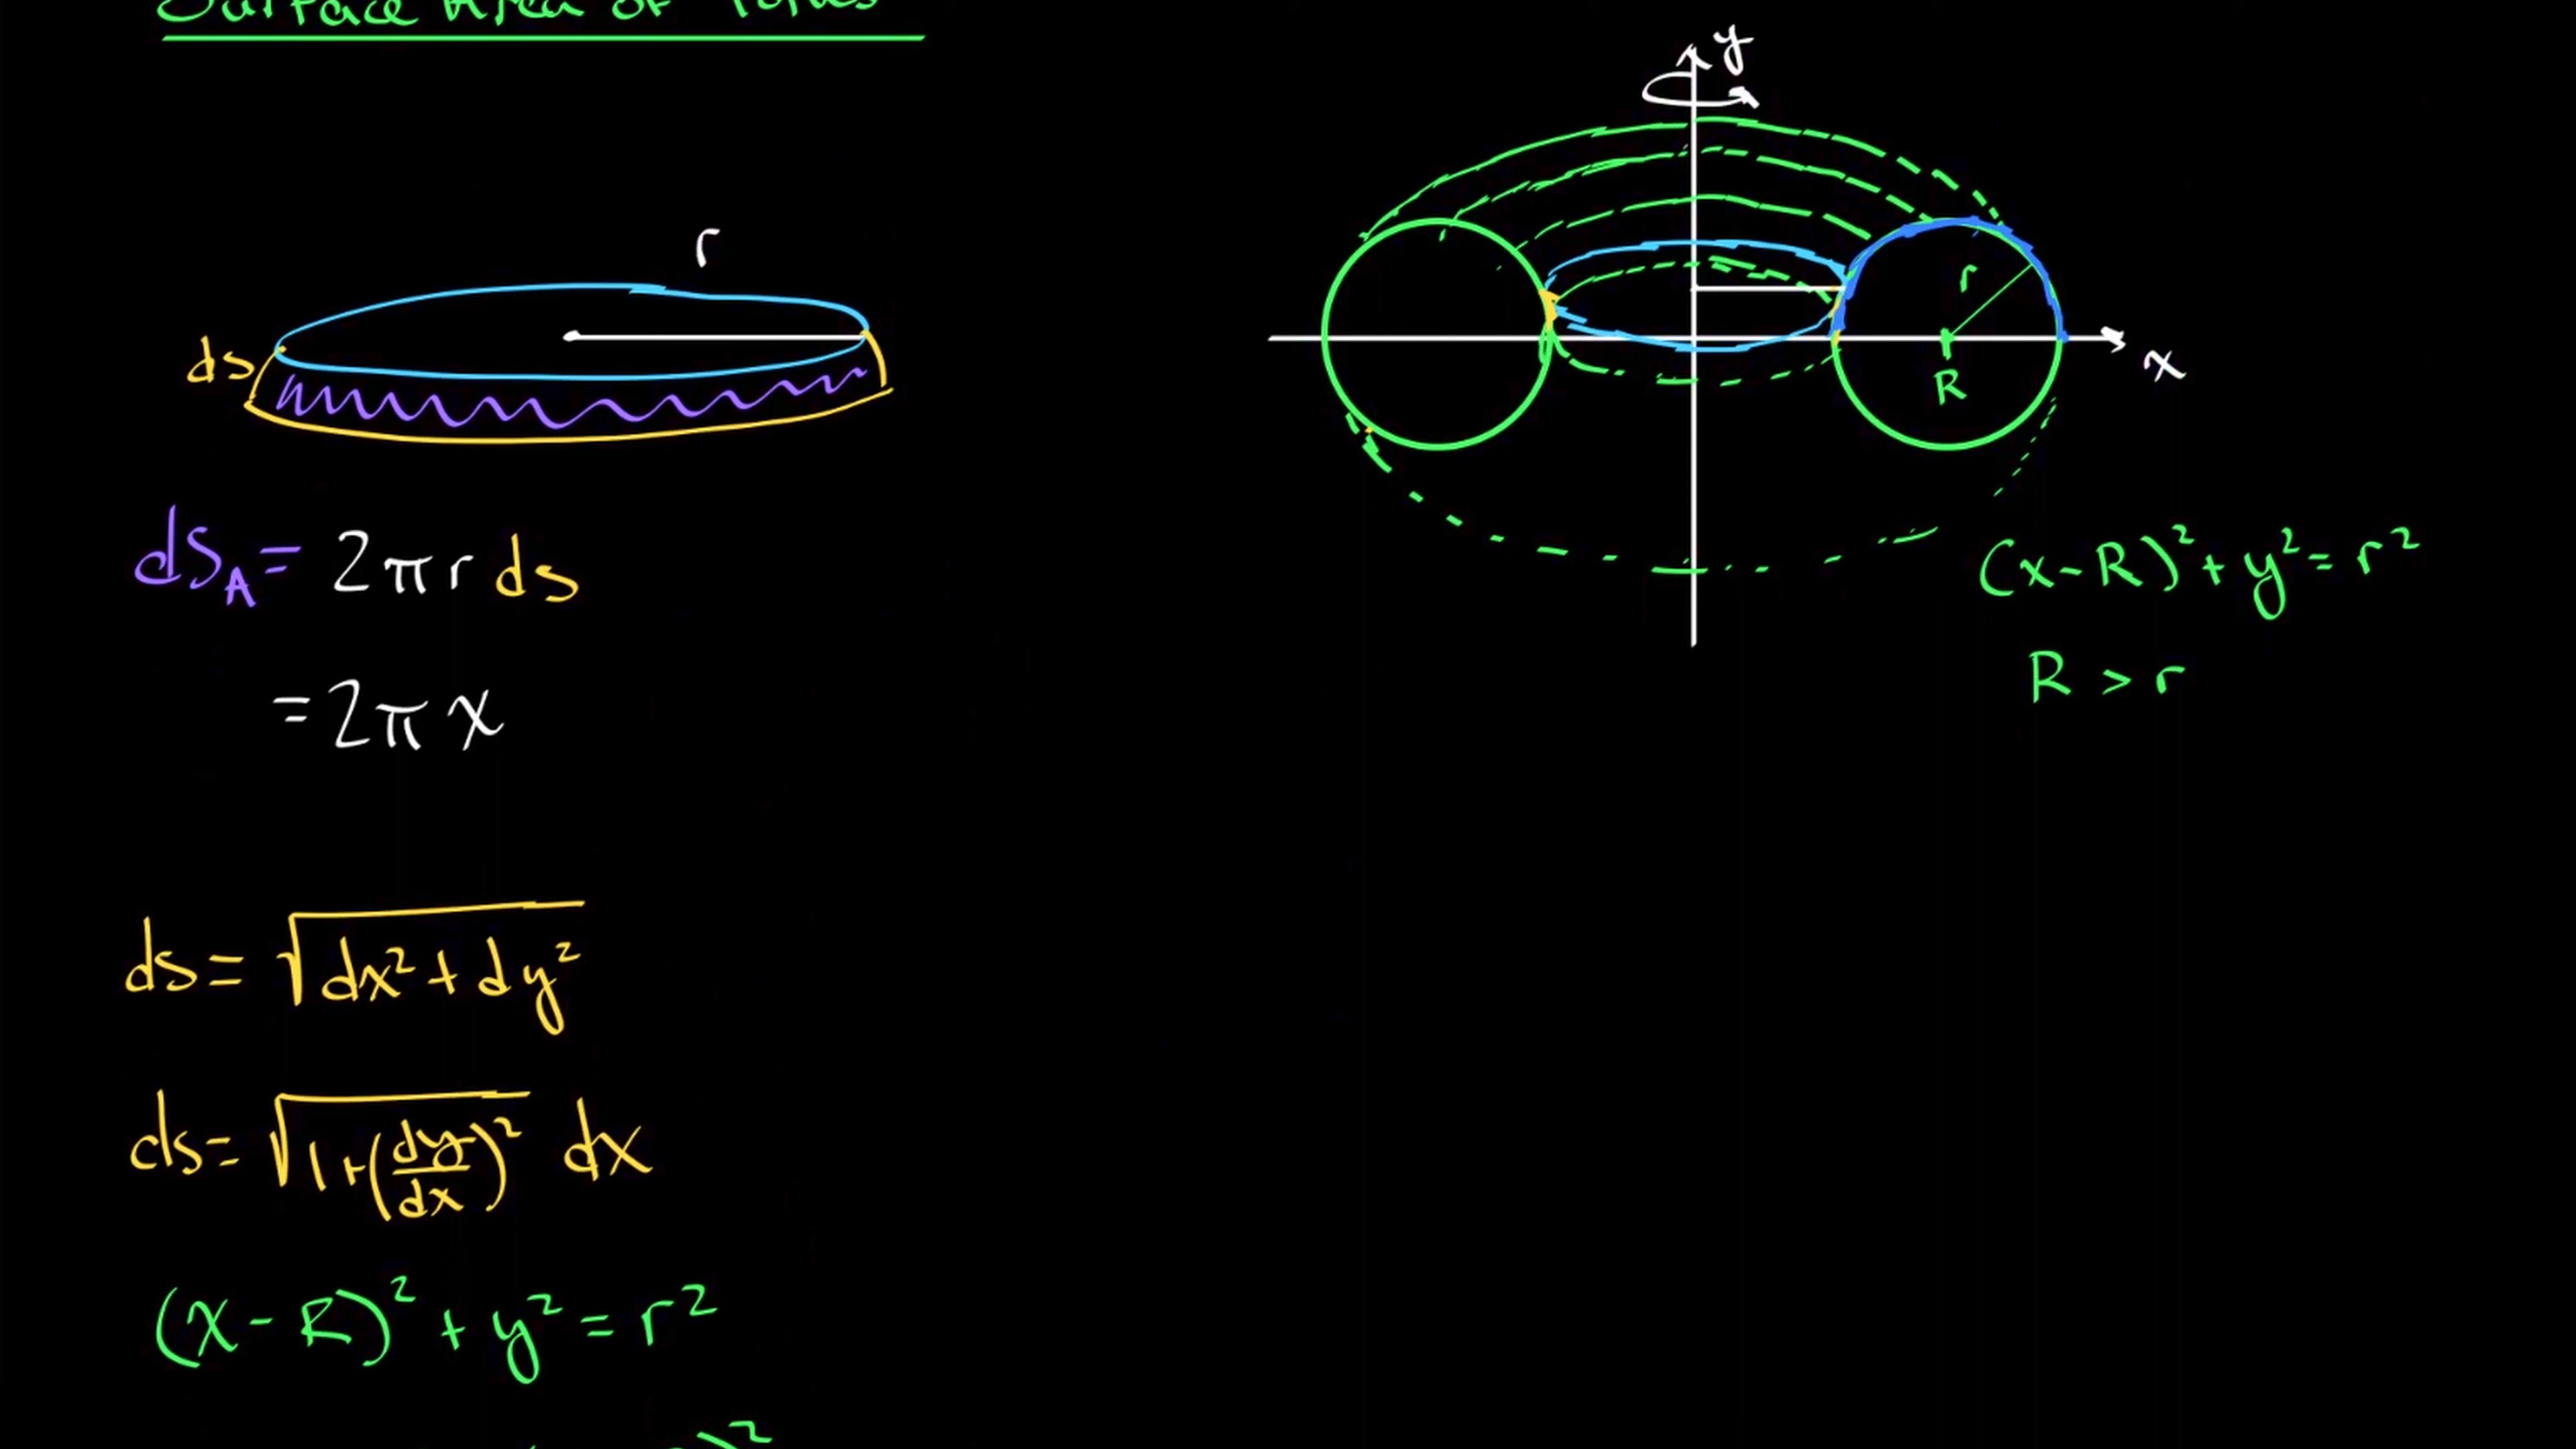 Surface Area of Torus
y
r
ds
r
x
R
dS_A = 2πr ds
(x-R)² + y² = r²
= 2πx
R > r
ds = √(dx² + dy²)
ds = √(1+(dy/dx)²) dx
(x-R)² + y² = r²